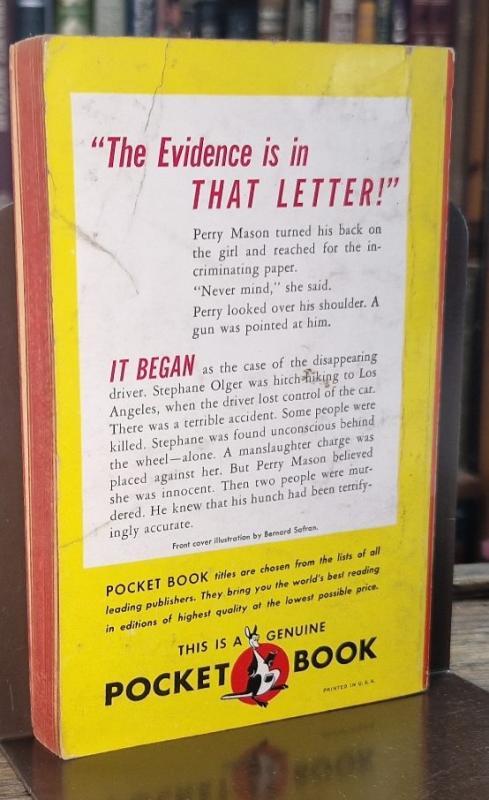 “The Evidence is in
THAT LETTER!”
Perry Mason turned his back on
the girl and reached for the in-
criminating paper.
“Never mind,” she said.
Perry looked over his shoulder. A
gun was pointed at him.
IT BEGAN as the case of the disappearing
driver. Stephane Olger was hitch-hiking to Los
Angeles, when the driver lost control of the car.
There was a terrible accident. Some people were
killed. Stephane was found unconscious behind
the wheel—alone. A manslaughter charge was
placed against her. But Perry Mason believed
she was innocent. Then two people were mur-
dered. He knew that his hunch had been terrify-
ingly accurate.
Front cover illustration by Bernard Safran.
POCKET BOOK titles are chosen from the lists of all
leading publishers. They bring you the world's best reading
in editions of highest quality at the lowest possible price.
THIS IS A GENUINE
POCKET BOOK
PRINTED IN U.S.A.